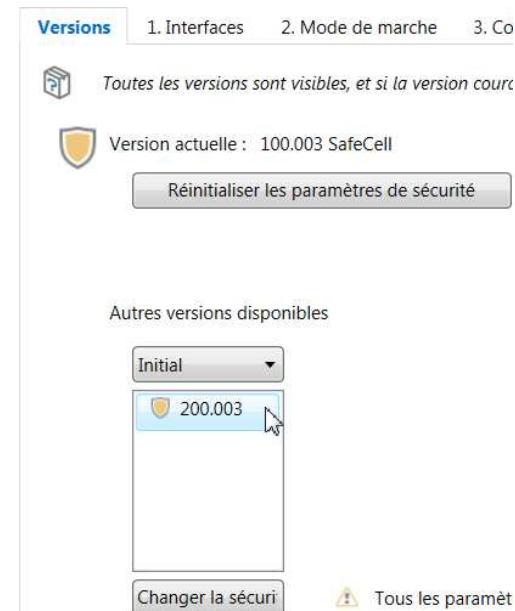 Versions 1. Interfaces 2. Mode de marche 3. Co
Toutes les versions sont visibles, et si la version cour
Version actuelle : 100.003 SafeCell
Réinitialiser les paramètres de sécurité
Autres versions disponibles
Initial
200.003
Changer la sécuri
Tous les paramèt